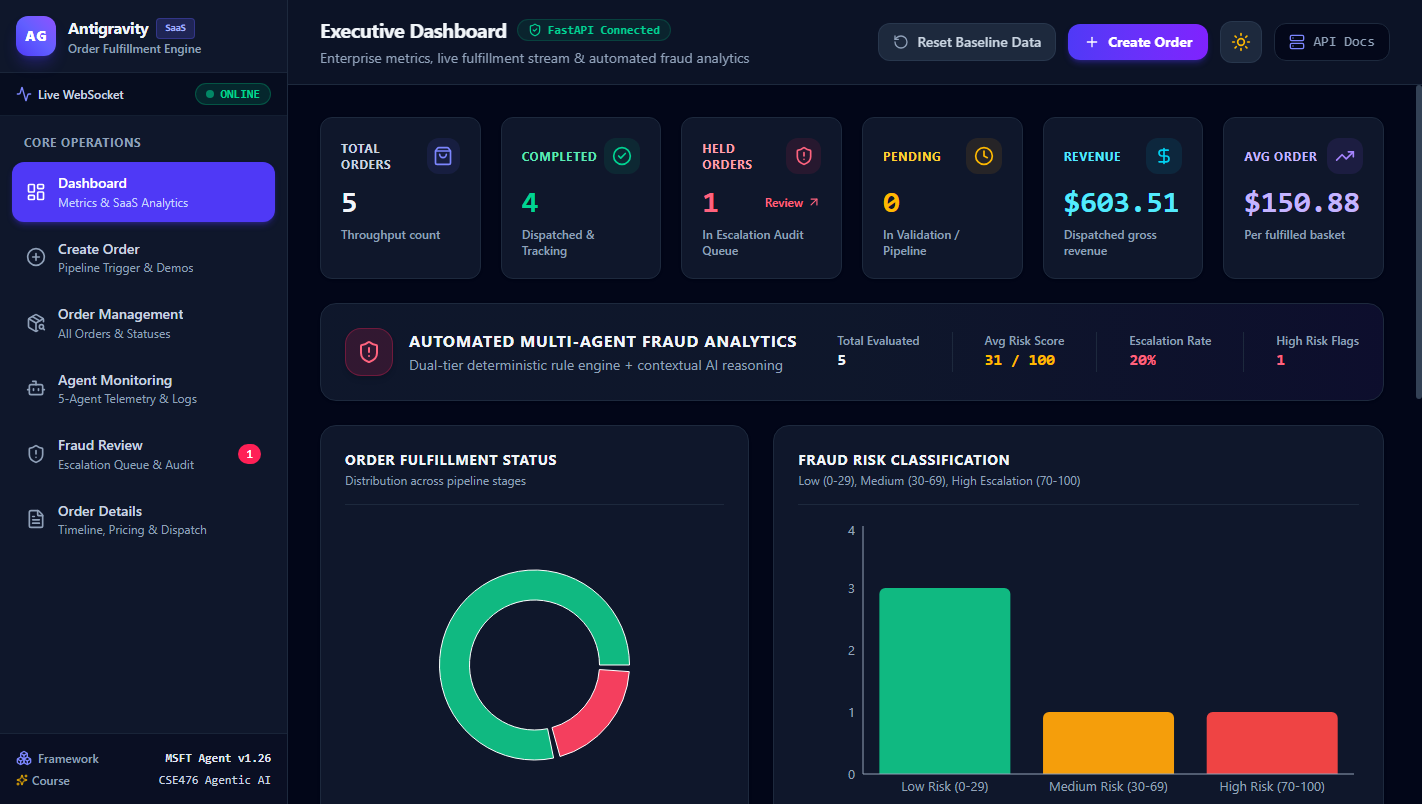 AG
Antigravity
SaaS
Order Fulfillment Engine
Live WebSocket
ONLINE
CORE OPERATIONS
Dashboard
Metrics & SaaS Analytics
Create Order
Pipeline Trigger & Demos
Order Management
All Orders & Statuses
Agent Monitoring
5-Agent Telemetry & Logs
Fraud Review
Escalation Queue & Audit
1
Order Details
Timeline, Pricing & Dispatch
Framework
MSFT Agent v1.26
Course
CSE476 Agentic AI
Executive Dashboard
FastAPI Connected
Enterprise metrics, live fulfillment stream & automated fraud analytics
Reset Baseline Data
Create Order
API Docs
TOTAL
ORDERS
5
Throughput count
COMPLETED
4
Dispatched &
Tracking
HELD
ORDERS
1
Review
In Escalation Audit
Queue
PENDING
0
In Validation /
Pipeline
REVENUE
$603.51
Dispatched gross
revenue
AVG ORDER
$150.88
Per fulfilled basket
AUTOMATED MULTI-AGENT FRAUD ANALYTICS
Dual-tier deterministic rule engine + contextual AI reasoning
Total Evaluated
5
Avg Risk Score
31 / 100
Escalation Rate
20%
High Risk Flags
1
ORDER FULFILLMENT STATUS
Distribution across pipeline stages
FRAUD RISK CLASSIFICATION
Low (0-29), Medium (30-69), High Escalation (70-100)
4
3
2
1
0
Low Risk (0-29)
Medium Risk (30-69)
High Risk (70-100)